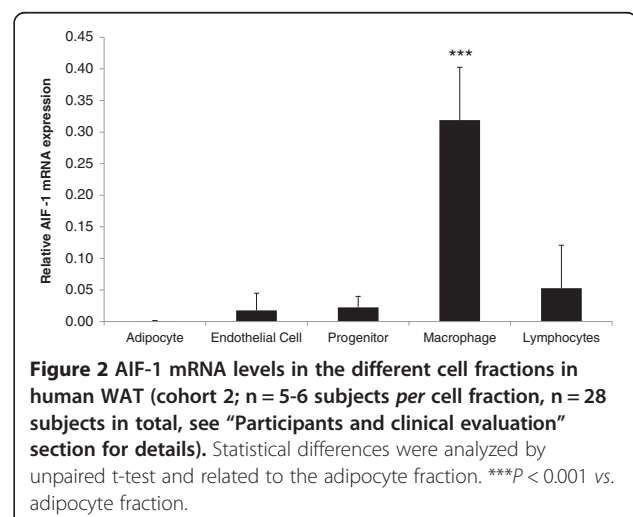 0.45
0.40
0.35
0.30
0.25
0.20
0.15
0.10
0.05
0.00
Relative AIF -1 mRNA expression
***
Adipocyte Endothelial Cell Progenitor Macrophage Lymphocytes
Figure 2 AIF-1 mRNA levels in the different cell fractions in
human WAT (cohort 2; n = 5-6 subjects per cell fraction, n = 28
subjects in total, see “Participants and clinical evaluation”
section for details). Statistical differences were analyzed by
unpaired t-test and related to the adipocyte fraction. ***P < 0.001 vs.
adipocyte fraction.